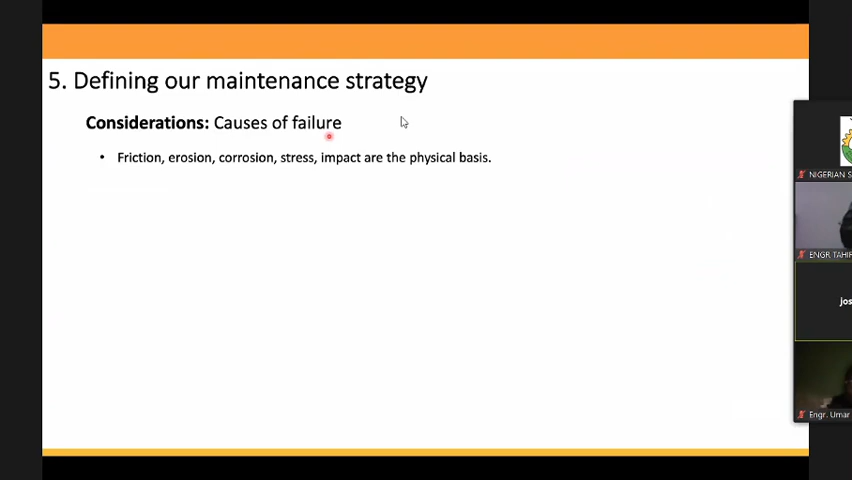 5. Defining our maintenance strategy
Considerations: Causes of failure
• Friction, erosion, corrosion, stress, impact are the physical basis.
NIGERIAN S
ENGR TAHIR
jos
Engr. Umar